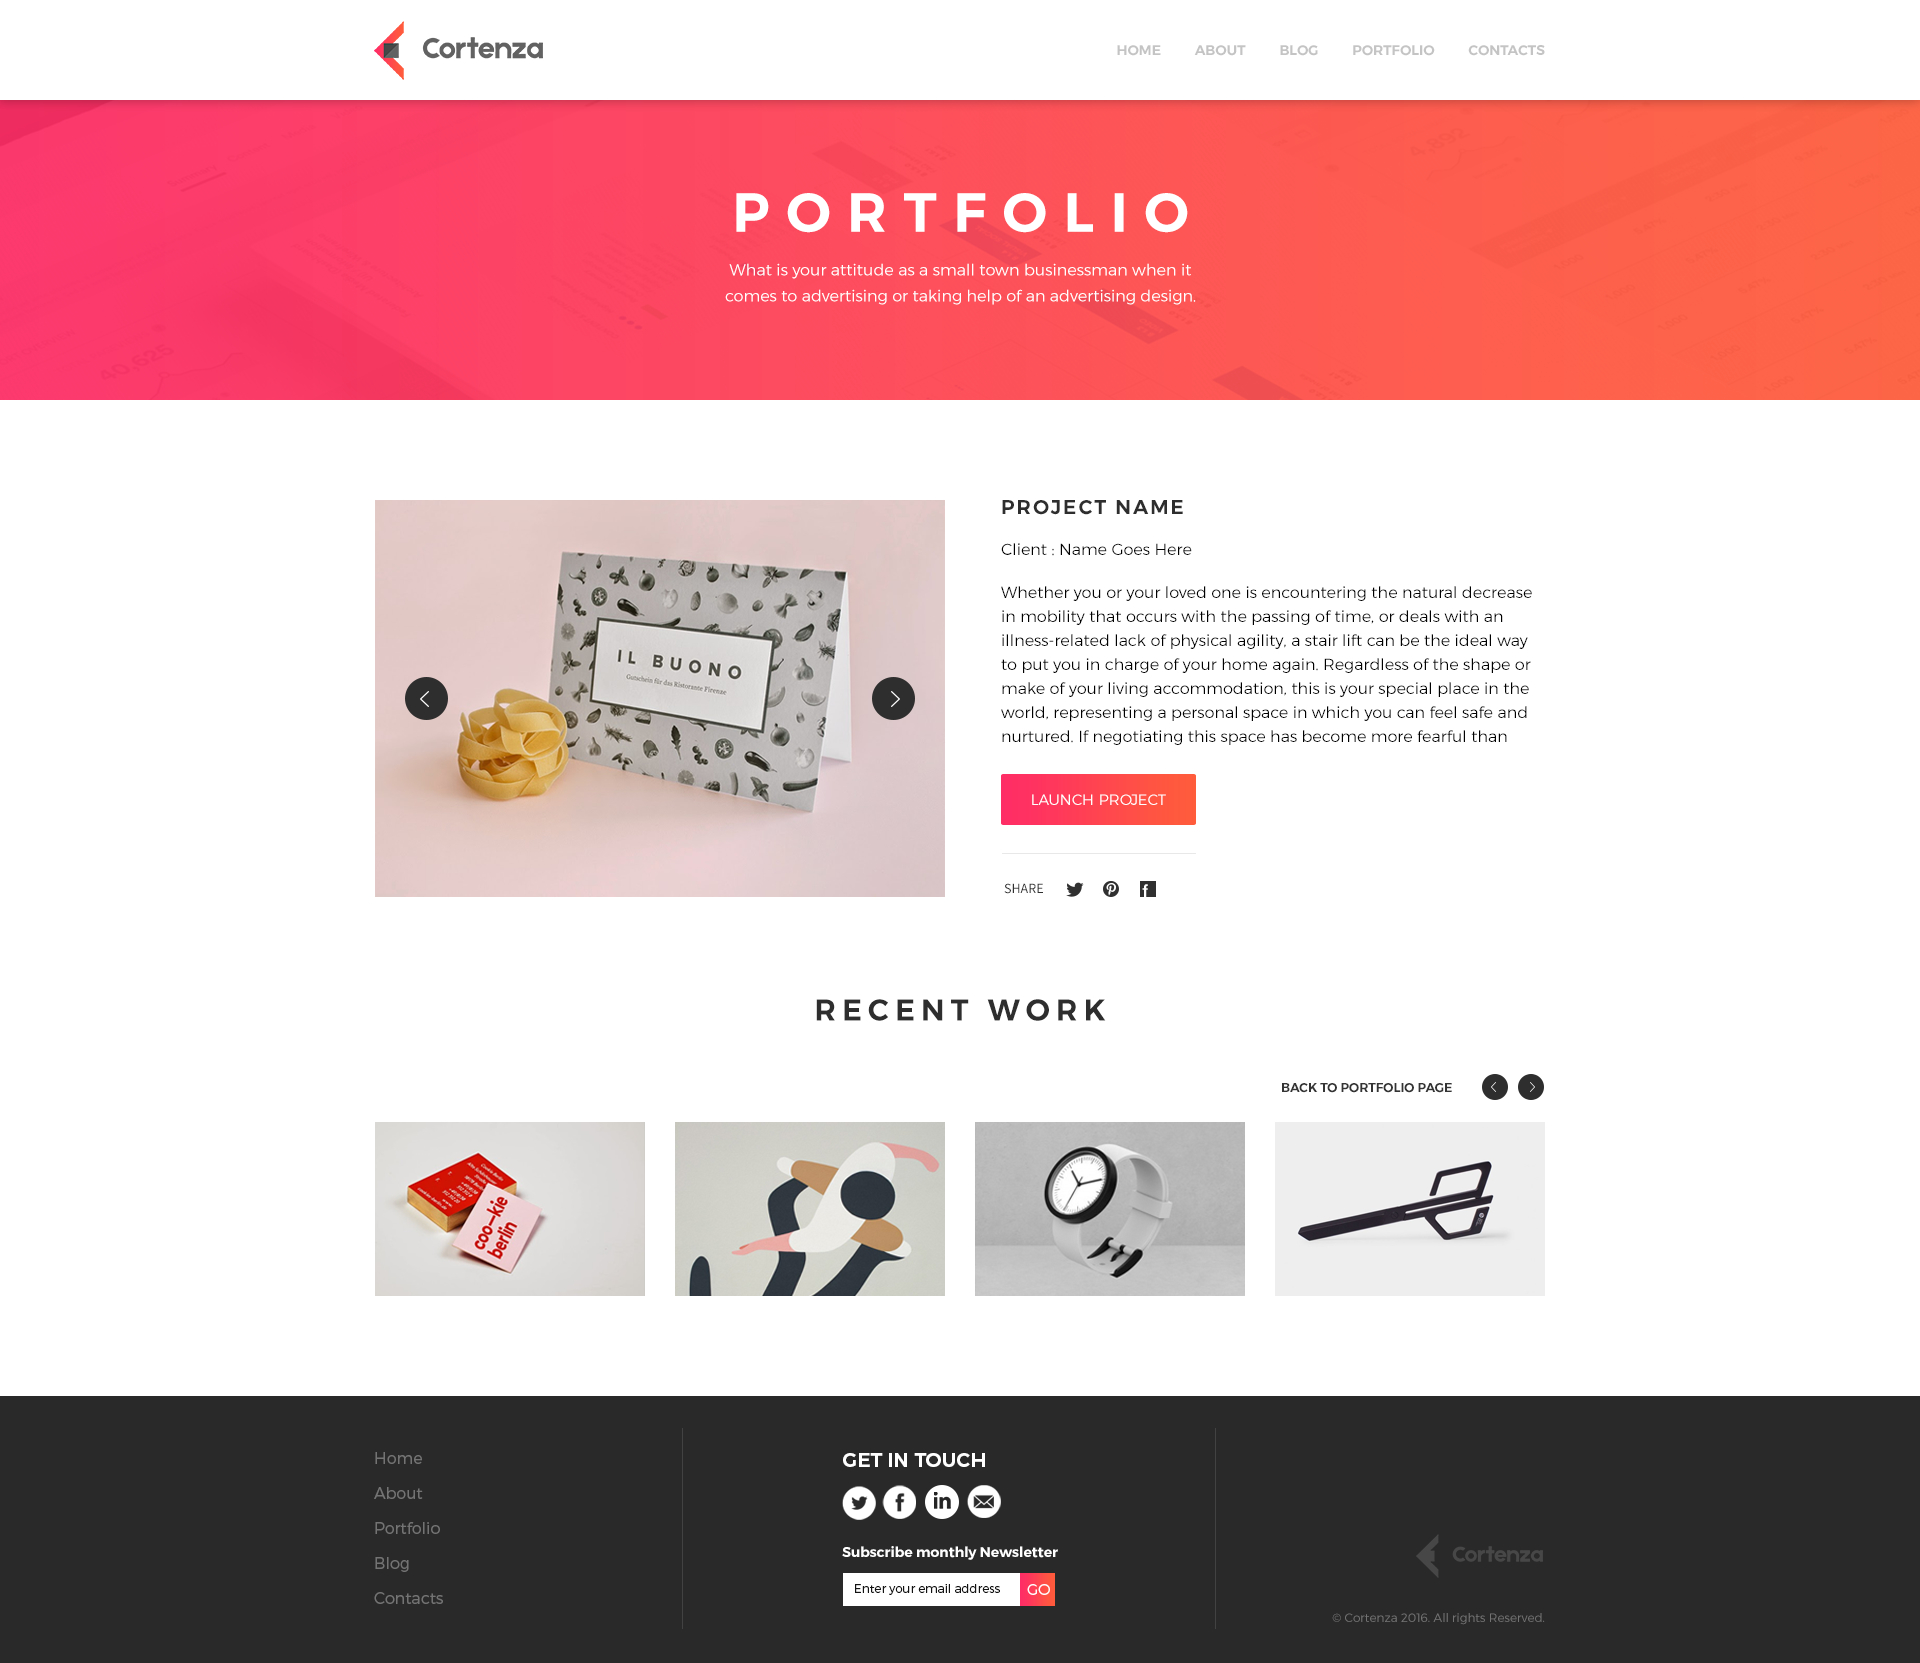 Cortenza
HOME
ABOUT
BLOG
PORTFOLIO
CONTACTS
PORTFOLIO
What is your attitude as a small town businessman when it
comes to advertising or taking help of an advertising design.
40,625
IL BUONO
Gutschein für das Ristorante Firenze
PROJECT NAME
Client : Name Goes Here
Whether you or your loved one is encountering the natural decrease
in mobility that occurs with the passing of time, or deals with an
illness-related lack of physical agility, a stair lift can be the ideal way
to put you in charge of your home again. Regardless of the shape or
make of your living accommodation, this is your special place in the
world, representing a personal space in which you can feel safe and
nurtured. If negotiating this space has become more fearful than
LAUNCH PROJECT
SHARE
RECENT WORK
BACK TO PORTFOLIO PAGE
coo—kie
berlin
Home
About
Portfolio
Blog
Contacts
GET IN TOUCH
Subscribe monthly Newsletter
Enter your email address
GO
Cortenza
© Cortenza 2016. All rights Reserved.